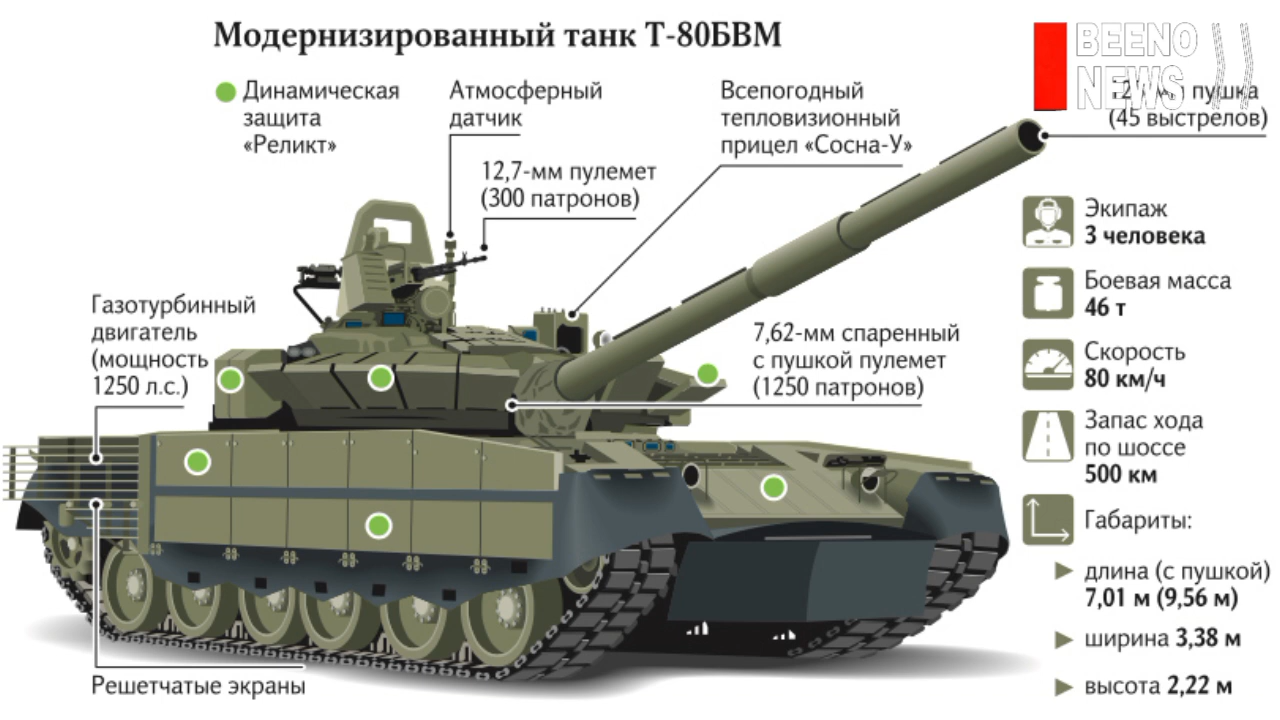 Модернизированный танк Т-80БВМ
BEENO
NEWS
Динамическая
защита
«Реликт»
Атмосферный
датчик
12,7-мм пулемет
(300 патронов)
Всепогодный
тепловизионный
прицел «Сосна-У»
пушка
(45 выстрелов)
Газотурбинный
двигатель
(мощность
1250 л.с.)
7,62-мм спаренный
с пушкой пулемет
(1250 патронов)
Решетчатые экраны
Экипаж
3 человека
Боевая масса
46 т
Скорость
80 км/ч
Запас хода
по шоссе
500 км
Габариты:
длина (с пушкой)
7,01 м (9,56 м)
ширина 3,38 м
высота 2,22 м